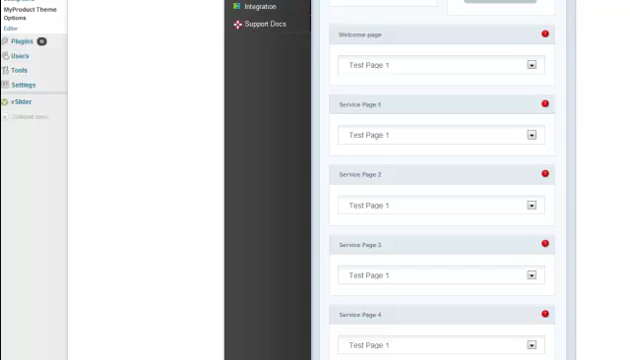 MyProduct Theme
Options
Editor
Plugins
Users
Tools
Settings
vSlider
Collapse menu
Integration
Support Docs
Welcome page
Test Page 1
Service Page 1
Test Page 1
Service Page 2
Test Page 1
Service Page 3
Test Page 1
Service Page 4
Test Page 1